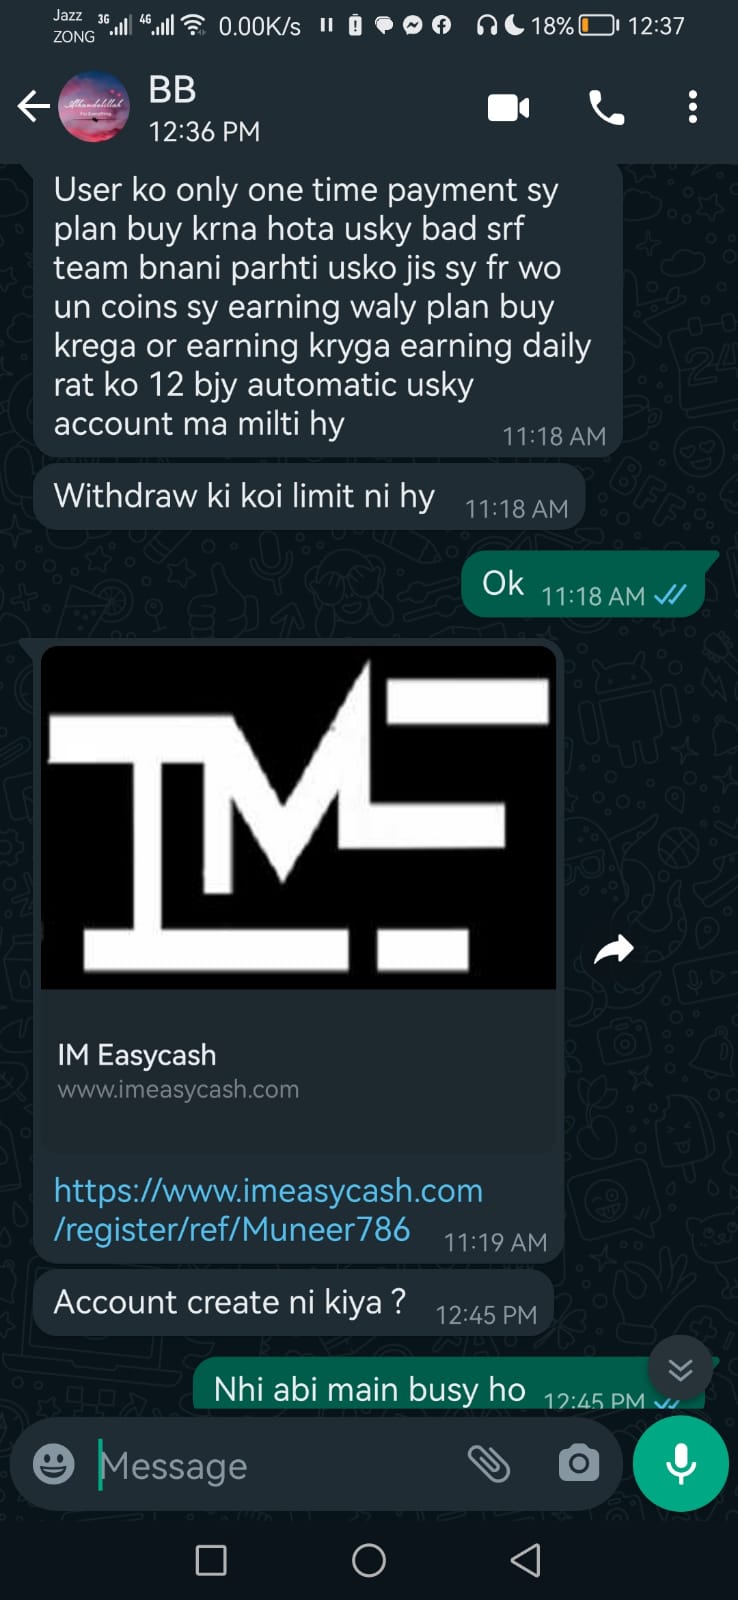 Jazz 3G 4G 0.00K/s 18% 12:37
ZONG
BB
12:36 PM
User ko only one time payment sy
plan buy krna hota usky bad srf
team bnani parhti usko jis sy fr wo
un coins sy earning waly plan buy
krega or earning kryga earning daily
rat ko 12 bjy automatic usky
account ma milti hy 11:18 AM
Withdraw ki koi limit ni hy 11:18 AM
Ok 11:18 AM
IM Easycash
www.imeasycash.com
https://www.imeasycash.com
/register/ref/Muneer786 11:19 AM
Account create ni kiya ? 12:45 PM
Nhi abi main busy ho 12:45 PM
Message